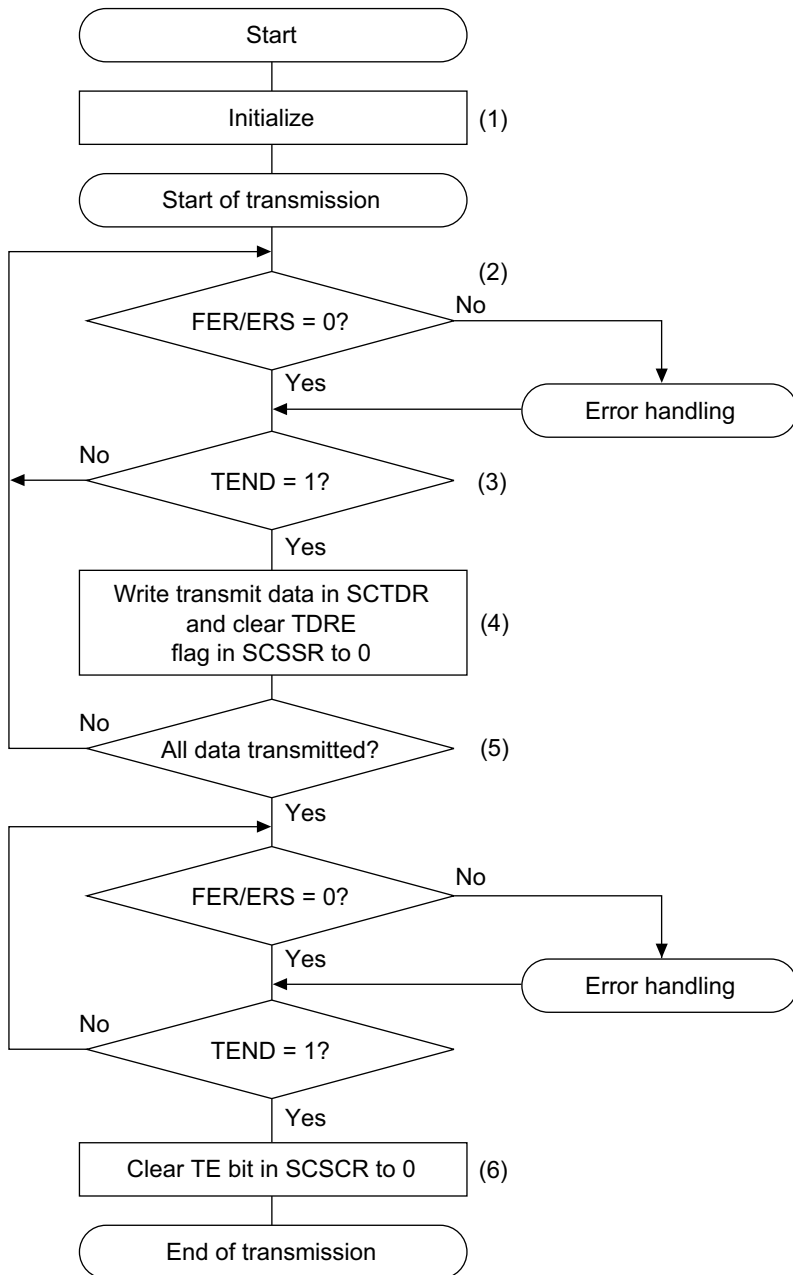 Start
Initialize
(1)
Start of transmission
(2)
FER/ERS = 0?
No
Yes
Error handling
No
TEND = 1?
(3)
Yes
Write transmit data in SCTDR
and clear TDRE
flag in SCSSR to 0
(4)
No
All data transmitted?
(5)
Yes
FER/ERS = 0?
No
Yes
Error handling
No
TEND = 1?
Yes
Clear TE bit in SCSCR to 0
(6)
End of transmission